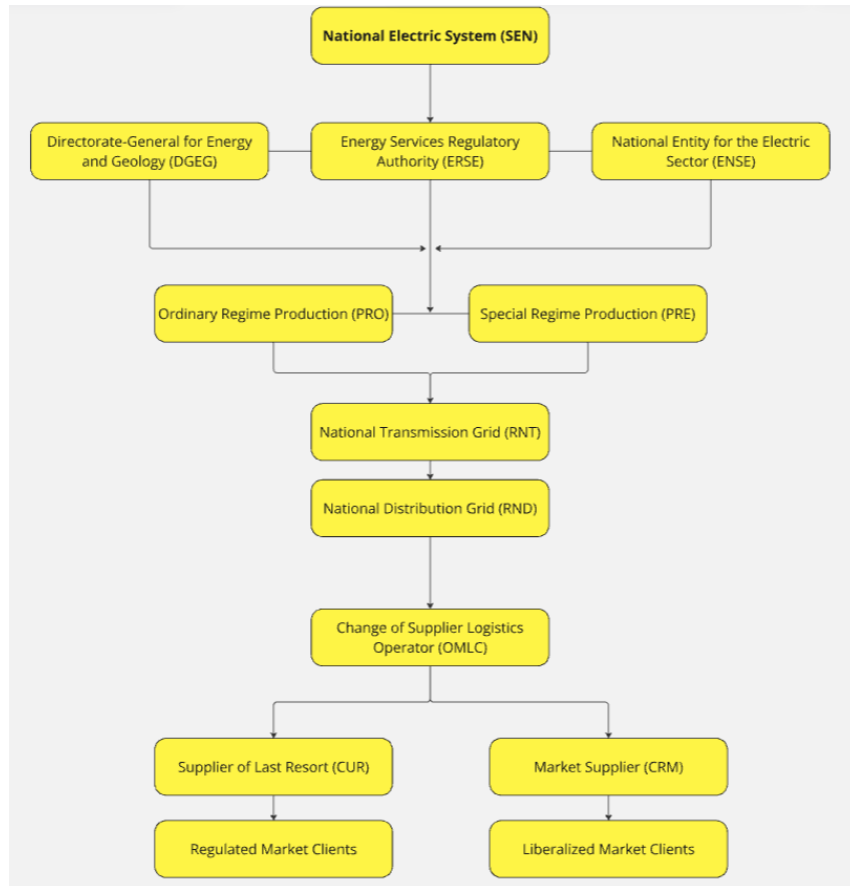 National Electric System (SEN)
Directorate-General for Energy
and Geology (DGEG)
Energy Services Regulatory
Authority (ERSE)
National Entity for the Electric
Sector (ENSE)
Ordinary Regime Production (PRO)
Special Regime Production (PRE)
National Transmission Grid (RNT)
National Distribution Grid (RND)
Change of Supplier Logistics
Operator (OMLC)
Supplier of Last Resort (CUR)
Market Supplier (CRM)
Regulated Market Clients
Liberalized Market Clients